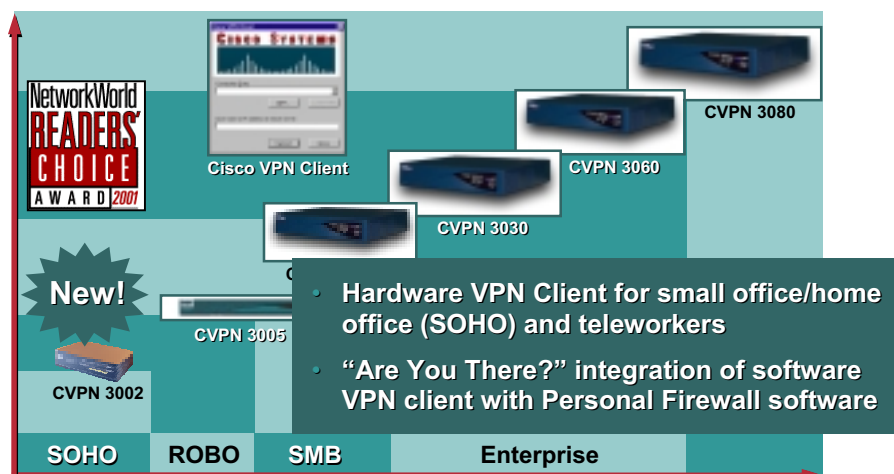 NetworkWorld
READERS'
CHOICE
AWARD 2001
Cisco Systems
Cisco VPN Client
CVPN 3080
CVPN 3060
CVPN 3030
New!
CVPN 3005
CVPN 3002
• Hardware VPN Client for small office/home
office (SOHO) and teleworkers
• “Are You There?” integration of software
VPN client with Personal Firewall software
SOHO
ROBO
SMB
Enterprise